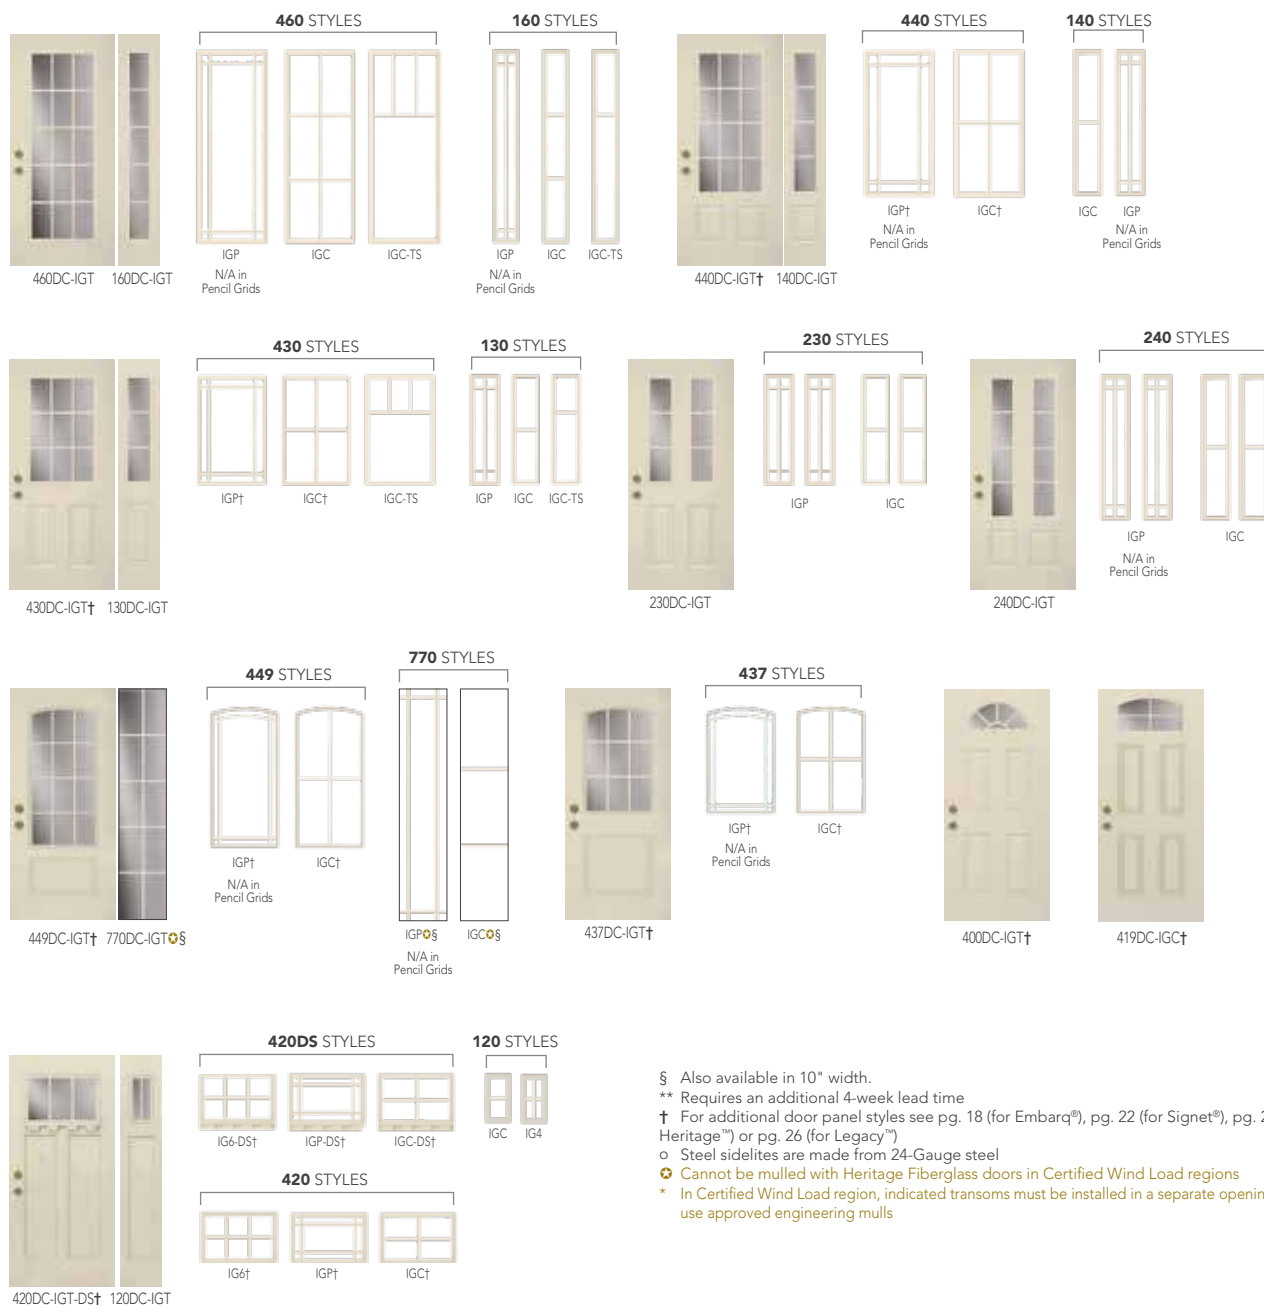 460 STYLES
160 STYLES
440 STYLES
140 STYLES
IGP
N/A in
Pencil Grids
IGC
IGC-TS
IGP
N/A in
Pencil Grids
IGC
IGC-TS
IGP†
N/A in
Pencil Grids
IGC†
IGC
IGP
N/A in
Pencil Grids
460DC-IGT
160DC-IGT
440DC-IGT†
140DC-IGT
430 STYLES
130 STYLES
230 STYLES
240 STYLES
IGP†
IGC†
IGC-TS
IGP
IGC
IGC-TS
IGP
IGC
IGP
N/A in
Pencil Grids
IGC
430DC-IGT†
130DC-IGT
230DC-IGT
240DC-IGT
449 STYLES
770 STYLES
437 STYLES
IGP†
N/A in
Pencil Grids
IGC†
IGP✪§
N/A in
Pencil Grids
IGC✪§
IGP†
N/A in
Pencil Grids
IGC†
449DC-IGT†
770DC-IGT✪§
437DC-IGT†
400DC-IGT†
419DC-IGC†
420DS STYLES
120 STYLES
IG6-DS†
IGP-DS†
IGC-DS†
IGC
IG4
420 STYLES
IG6†
IGP†
IGC†
420DC-IGT-DS†
120DC-IGT
§ Also available in 10" width.
** Requires an additional 4-week lead time
† For additional door panel styles see pg. 18 (for Embarq®), pg. 22 (for Signet®), pg. 2
Heritage™) or pg. 26 (for Legacy™)
o Steel sidelites are made from 24-Gauge steel
✪ Cannot be mulled with Heritage Fiberglass doors in Certified Wind Load regions
* In Certified Wind Load region, indicated transoms must be installed in a separate openin
use approved engineering mulls